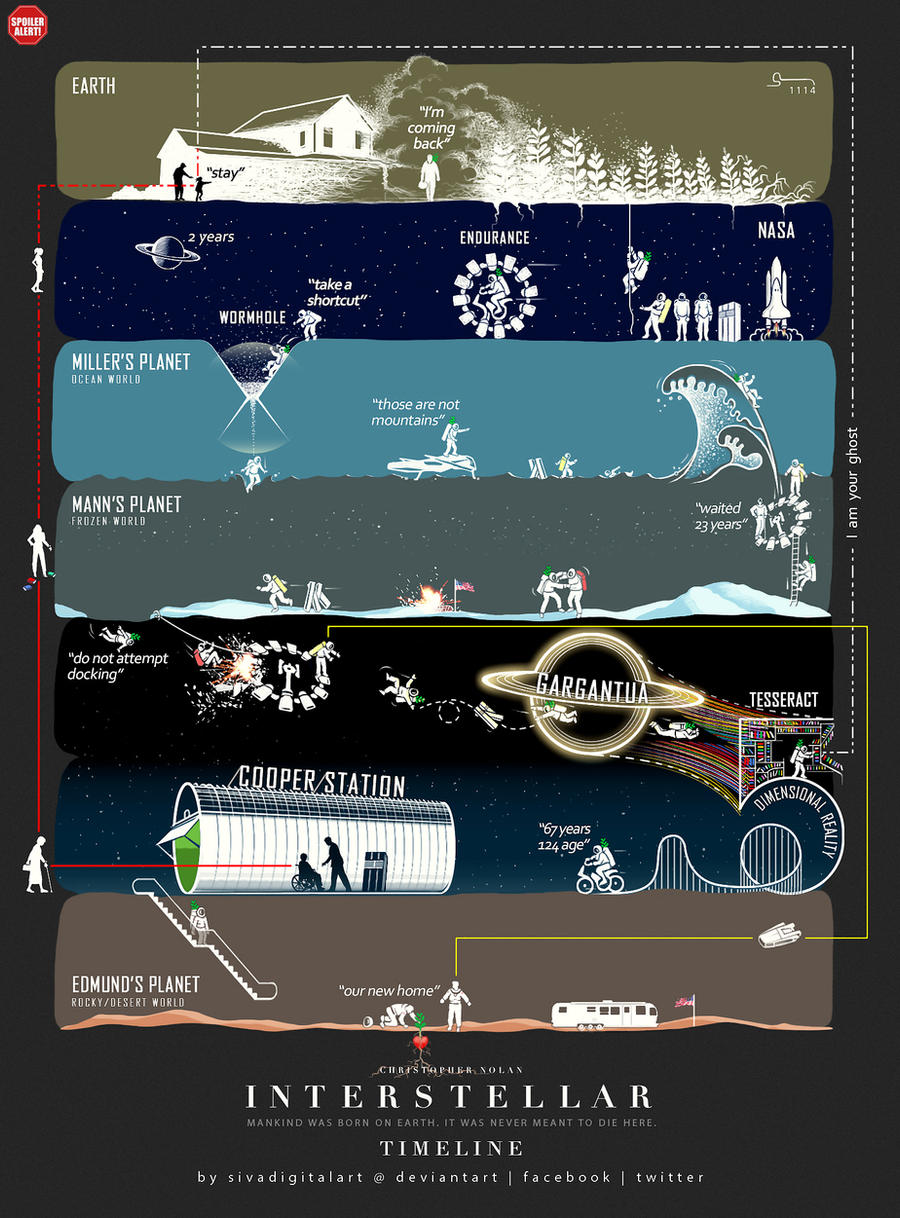 SPOILER
ALERT!
EARTH
1114
"I'm
coming
back"
"stay"
2 years
ENDURANCE
NASA
"take a
shortcut"
WORMHOLE
MILLER'S PLANET
OCEAN WORLD
"those are not
mountains"
I am your ghost
MANN'S PLANET
FROZEN WORLD
"waited
23 years"
"do not attempt
docking"
GARGANTUA
TESSERACT
COOPER STATION
DIMENSIONAL REALITY
"67 years
124 age"
EDMUND'S PLANET
ROCKY/DESERT WORLD
"our new home"
CHRISTOPHER NOLAN
INTERSTELLAR
MANKIND WAS BORN ON EARTH. IT WAS NEVER MEANT TO DIE HERE.
TIMELINE
by sivadigitalart @ deviantart | facebook | twitter